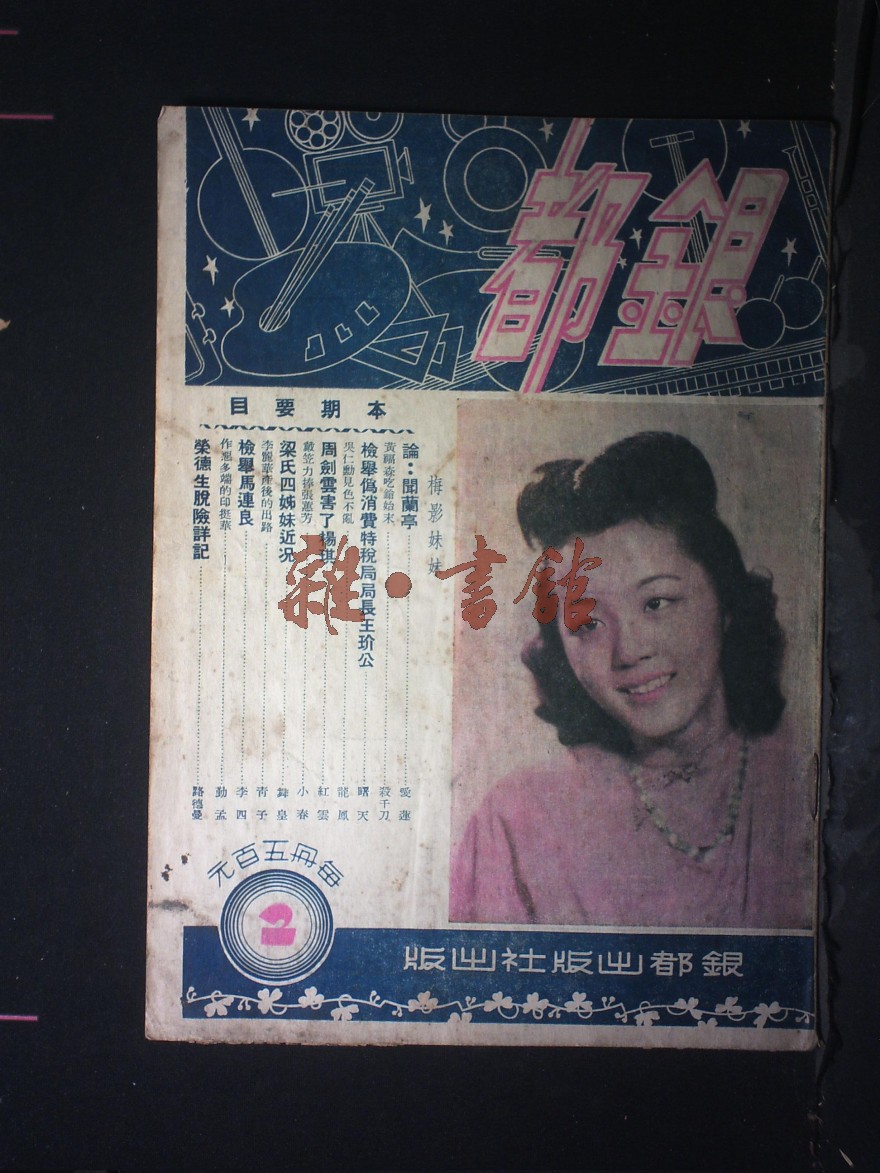 銀都
本期要目
梅影妹妹
論：聞蘭亭………愛蓮
黃福森吃癟始末………殺千刀
檢舉僞消費特稅局局長王玠公………曙天
吳仁勳見色不亂………龍鳳
周劍雲害了楊琪………紅雲
戴笠力捧張蕙芳………小春
梁氏四姊妹近況………舞皇
李麗華產後的出路………青子
檢舉馬連良………李四
作惡多端的印挺華………勤孟
榮德生脫險詳記………路德曼
雜·書館
每冊五百元
2
銀都出版社出版